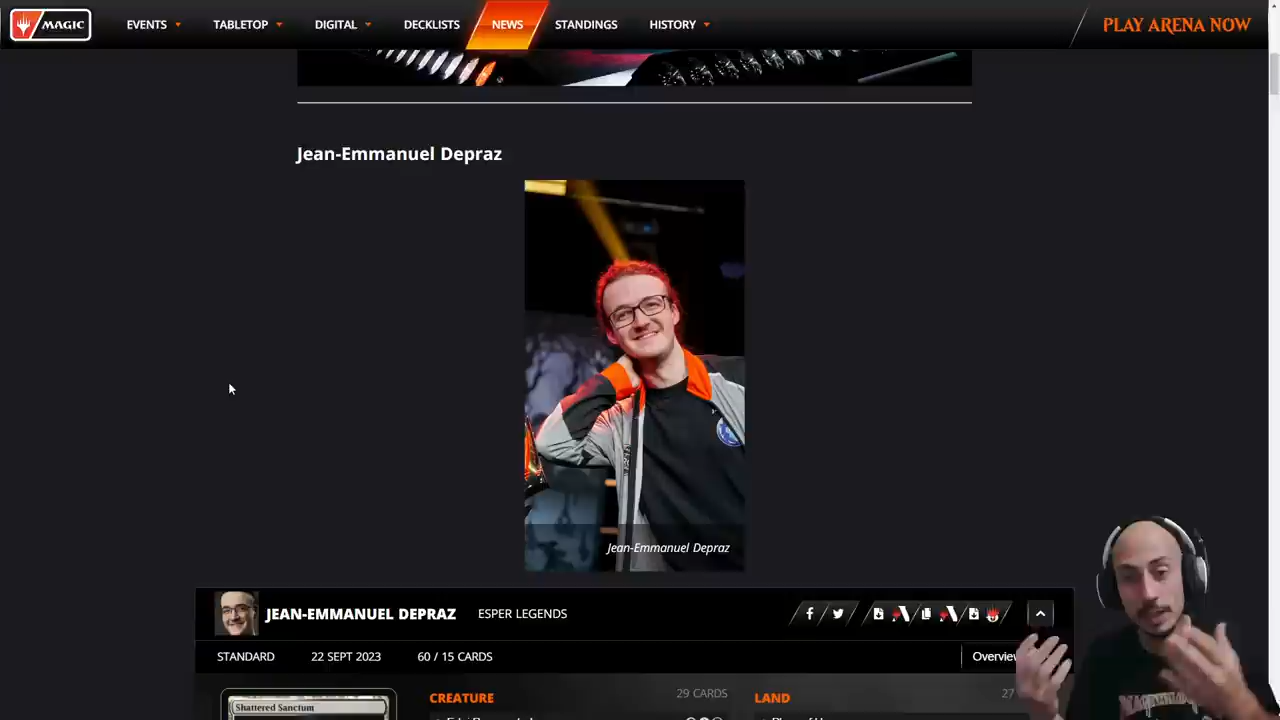 MAGIC
EVENTS
TABLETOP
DIGITAL
DECKLISTS
NEWS
STANDINGS
HISTORY
PLAY ARENA NOW
Jean-Emmanuel Depraz
Jean-Emmanuel Depraz
JEAN-EMMANUEL DEPRAZ ESPER LEGENDS
STANDARD 22 SEPT 2023 60 / 15 CARDS
Shattered Sanctum
CREATURE 29 CARDS
LAND 27